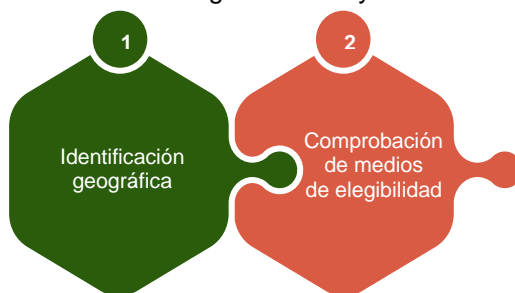 1
2
Identificación
geográfica
Comprobación
de medios
de elegibilidad